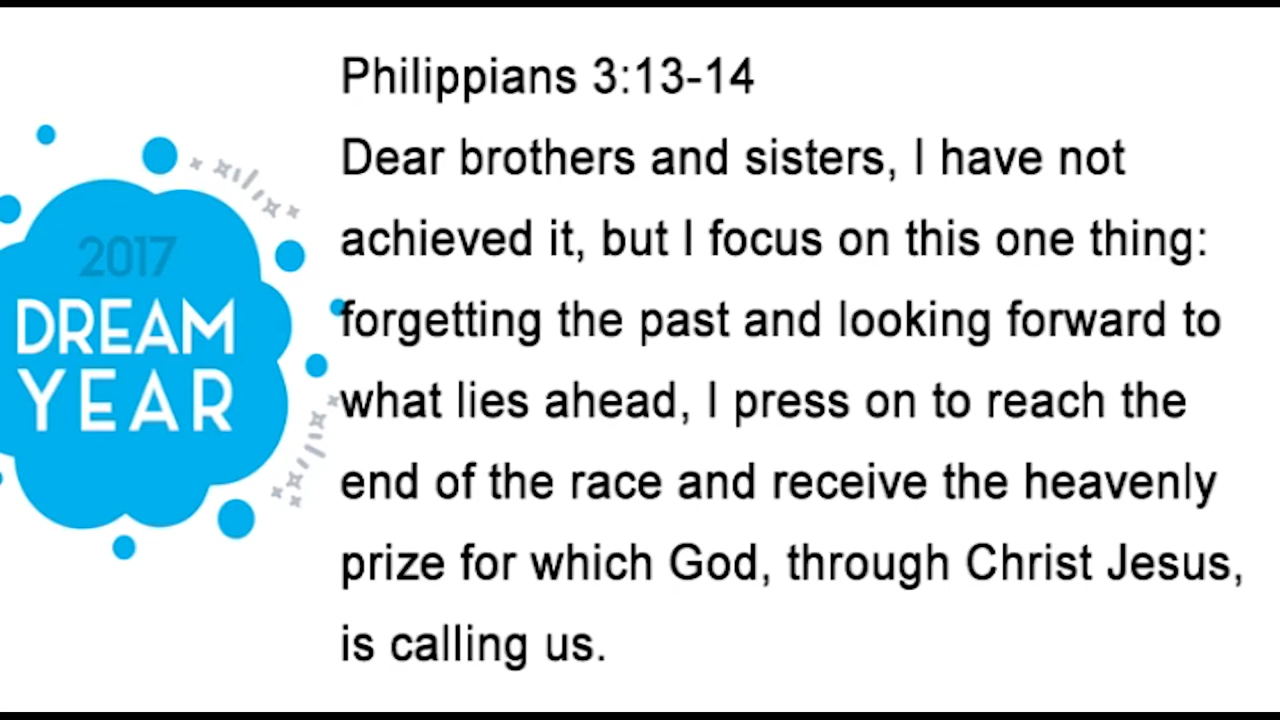 2017
DREAM
YEAR
Philippians 3:13-14
Dear brothers and sisters, I have not
achieved it, but I focus on this one thing:
forgetting the past and looking forward to
what lies ahead, I press on to reach the
end of the race and receive the heavenly
prize for which God, through Christ Jesus,
is calling us.